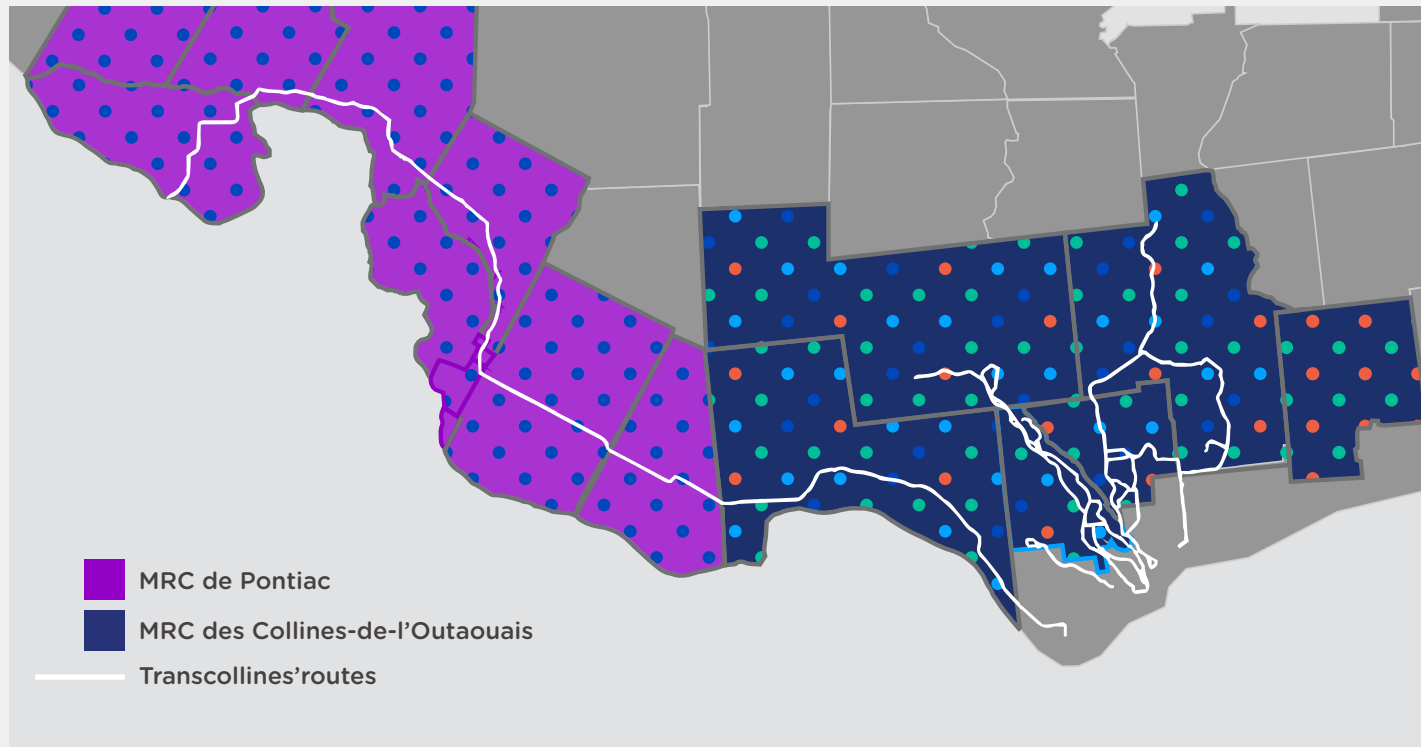 MRC de Pontiac
MRC des Collines-de-l’Outaouais
Transcollines’routes